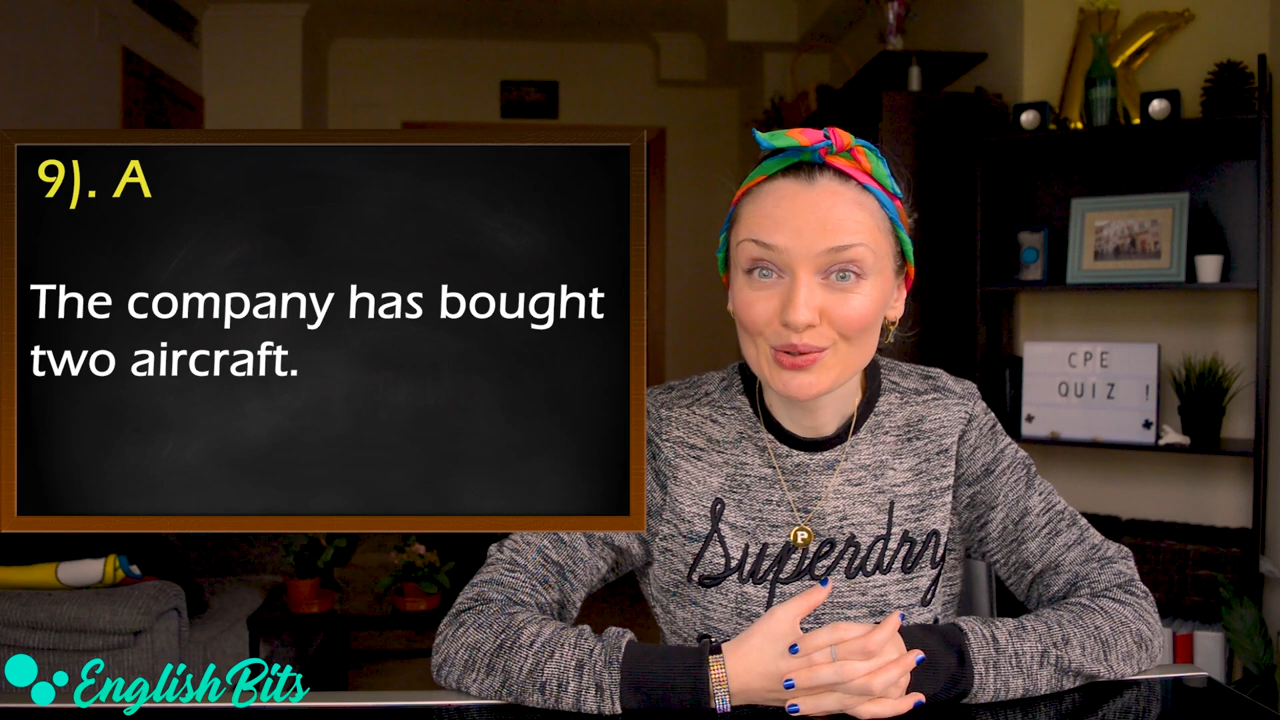 9). A
The company has bought
two aircraft.
CPE
QUIZ !
Superdry
P
EnglishBits